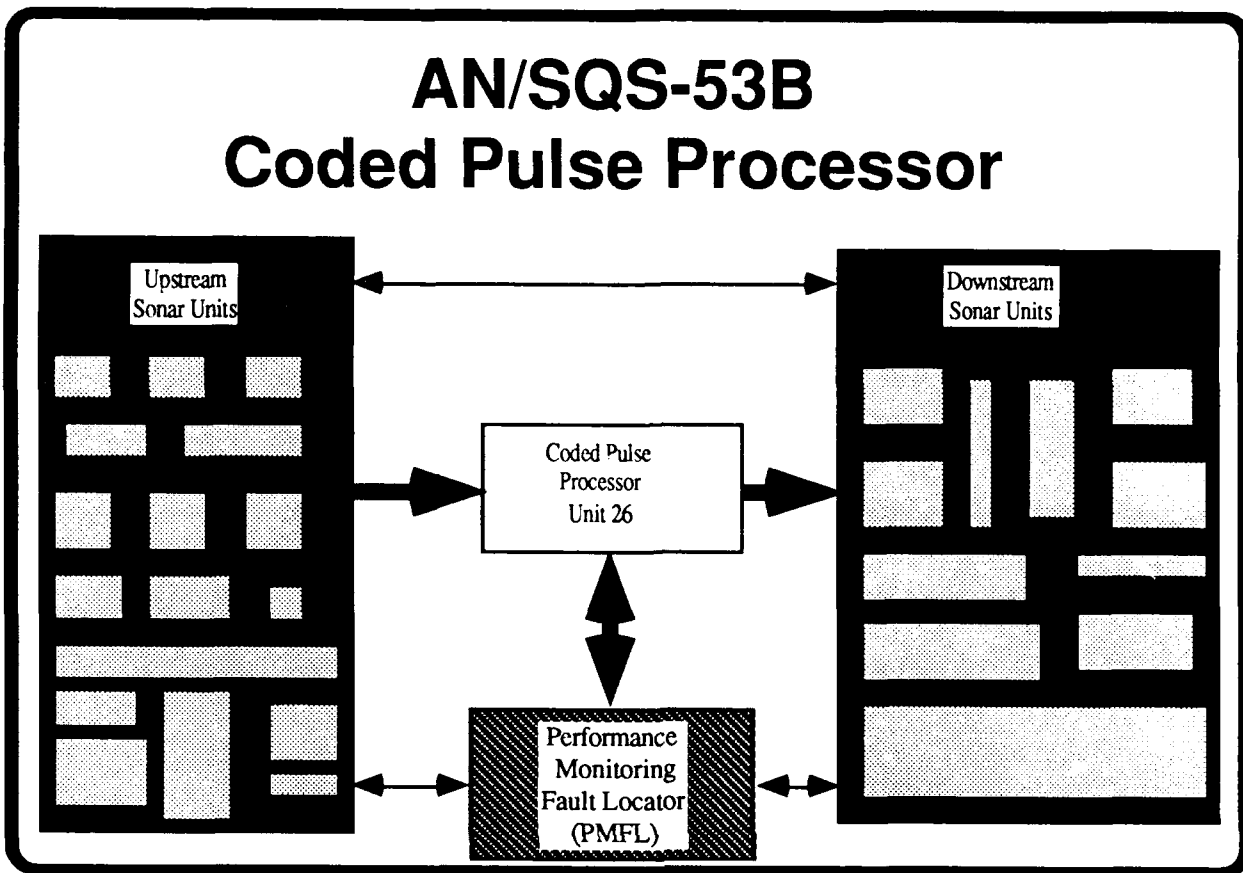 AN/SQS-53B
Coded Pulse Processor
Upstream
Sonar Units
Downstream
Sonar Units
Coded Pulse
Processor
Unit 26
Performance
Monitoring
Fault Locator
(PMFL)